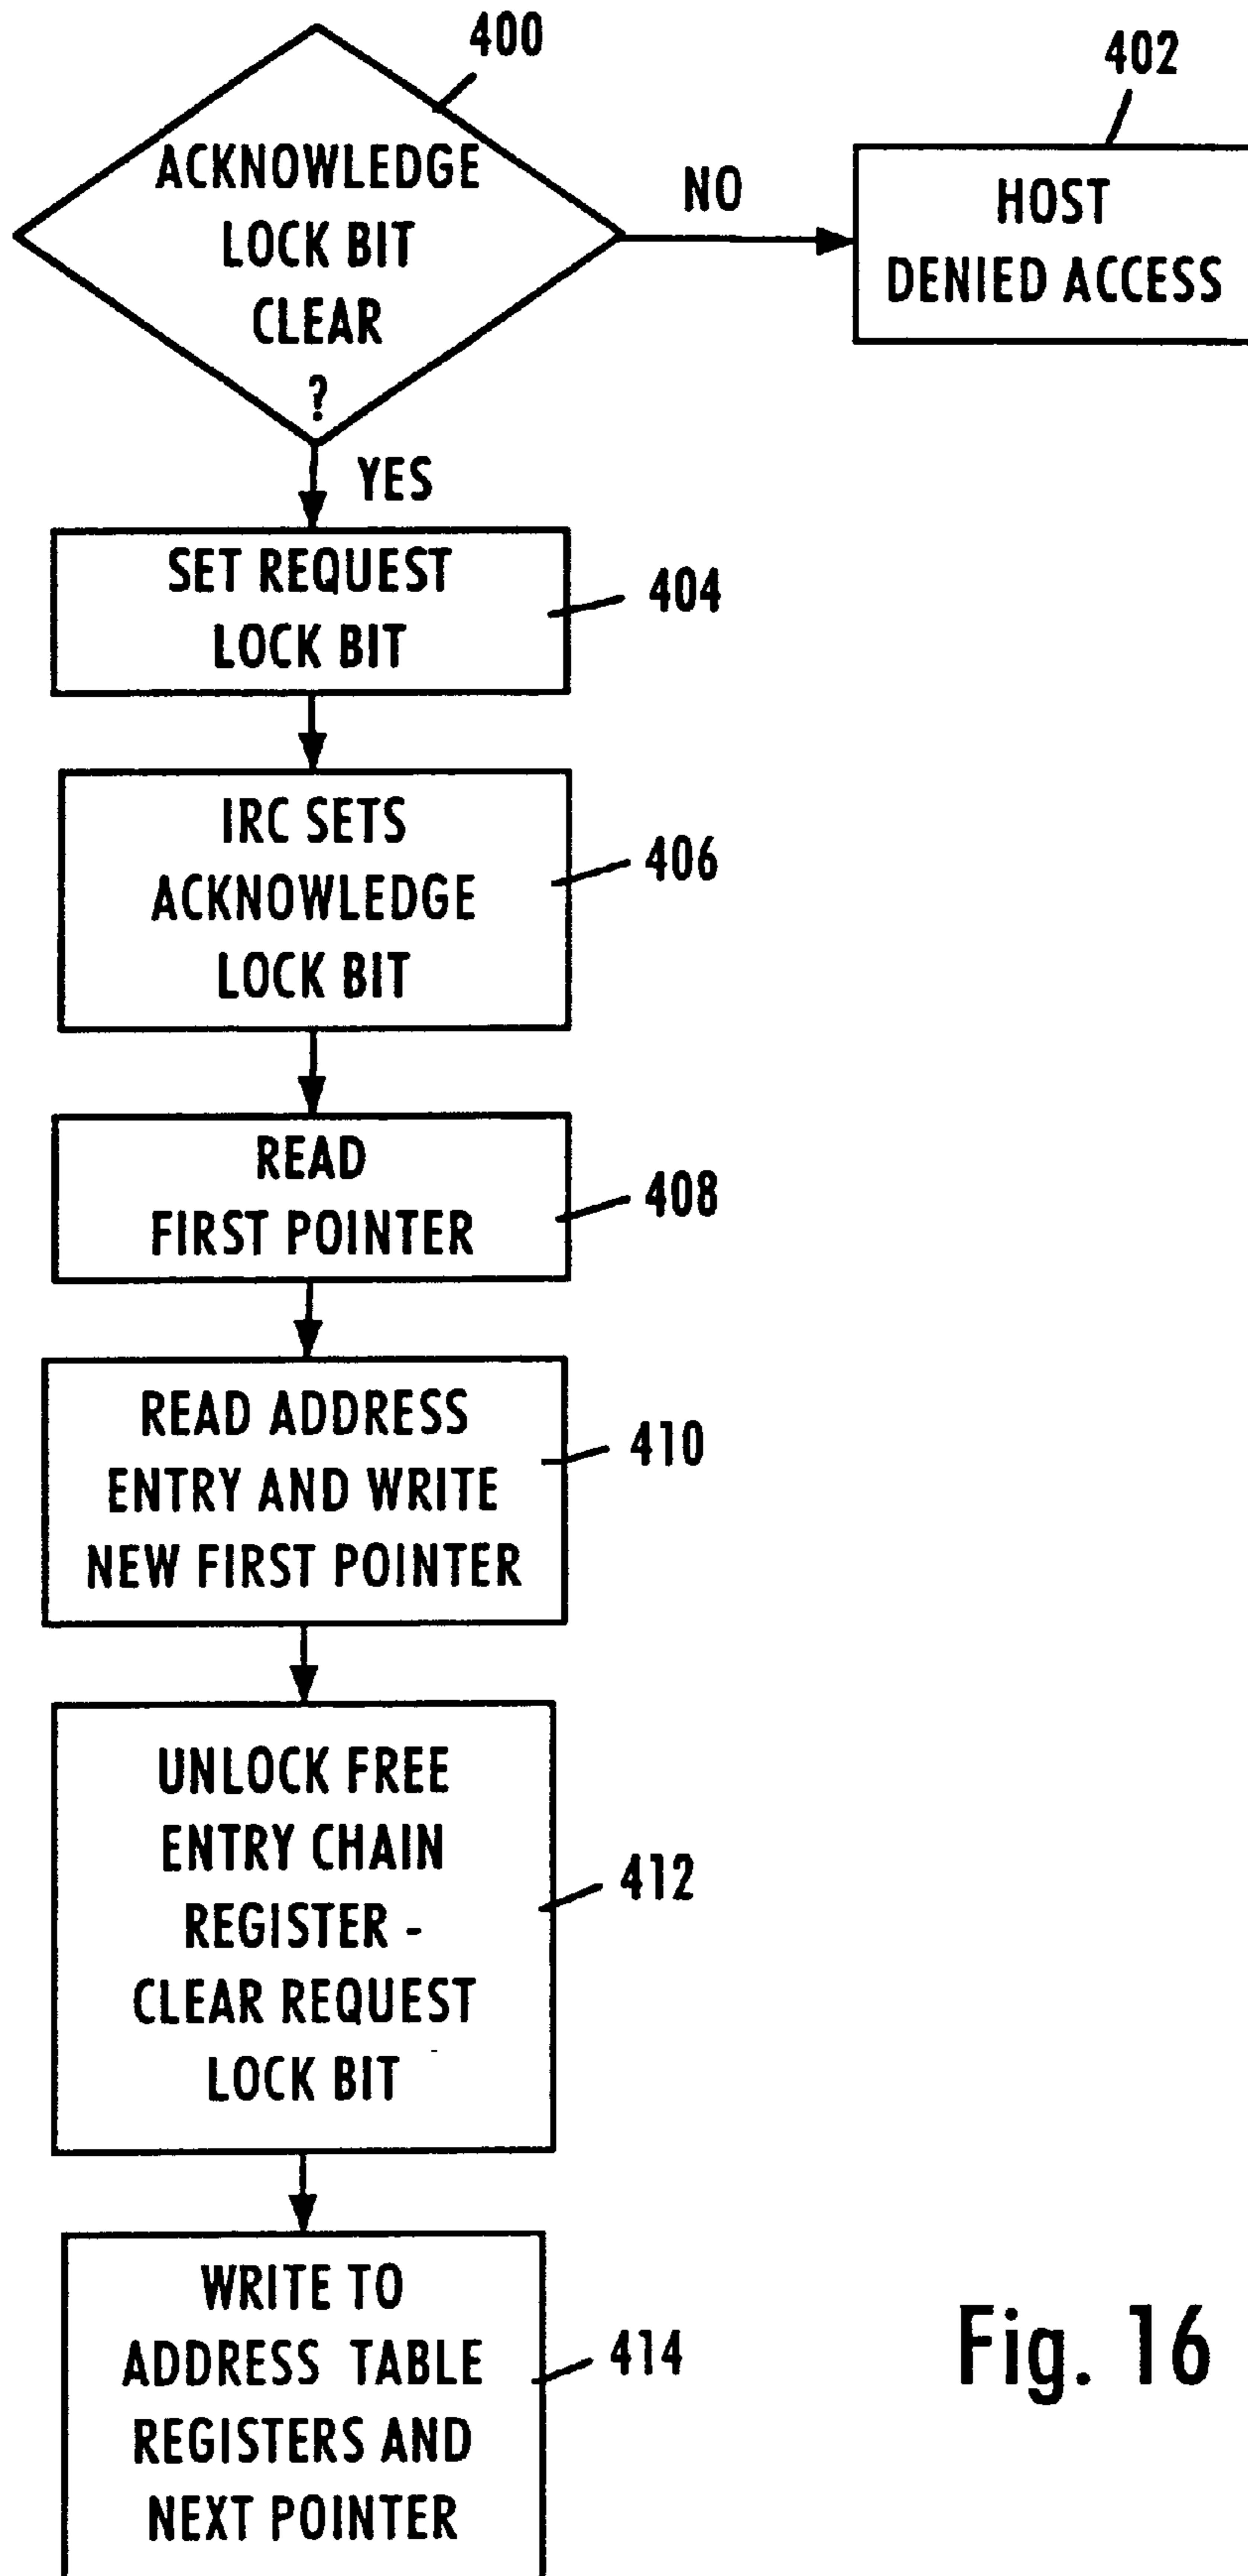 400
ACKNOWLEDGE
LOCK BIT
CLEAR
?
NO
402
HOST
DENIED ACCESS
YES
SET REQUEST
LOCK BIT
404
IRC SETS
ACKNOWLEDGE
LOCK BIT
406
READ
FIRST POINTER
408
READ ADDRESS
ENTRY AND WRITE
NEW FIRST POINTER
410
UNLOCK FREE
ENTRY CHAIN
REGISTER -
CLEAR REQUEST
LOCK BIT
412
WRITE TO
ADDRESS TABLE
REGISTERS AND
NEXT POINTER
414
Fig. 16